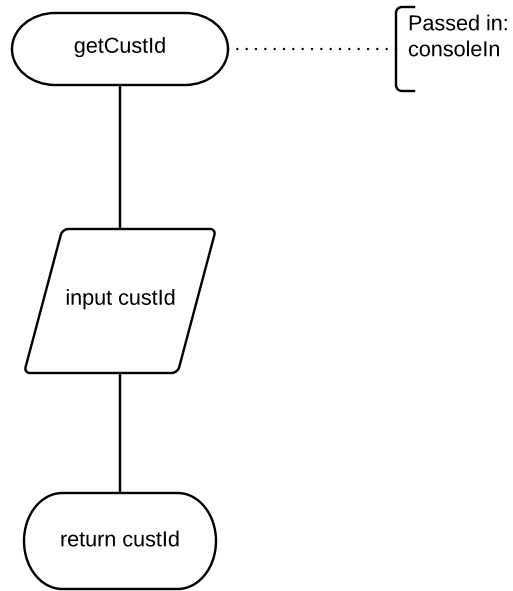 getCustId
Passed in:
consoleIn
input custId
return custId